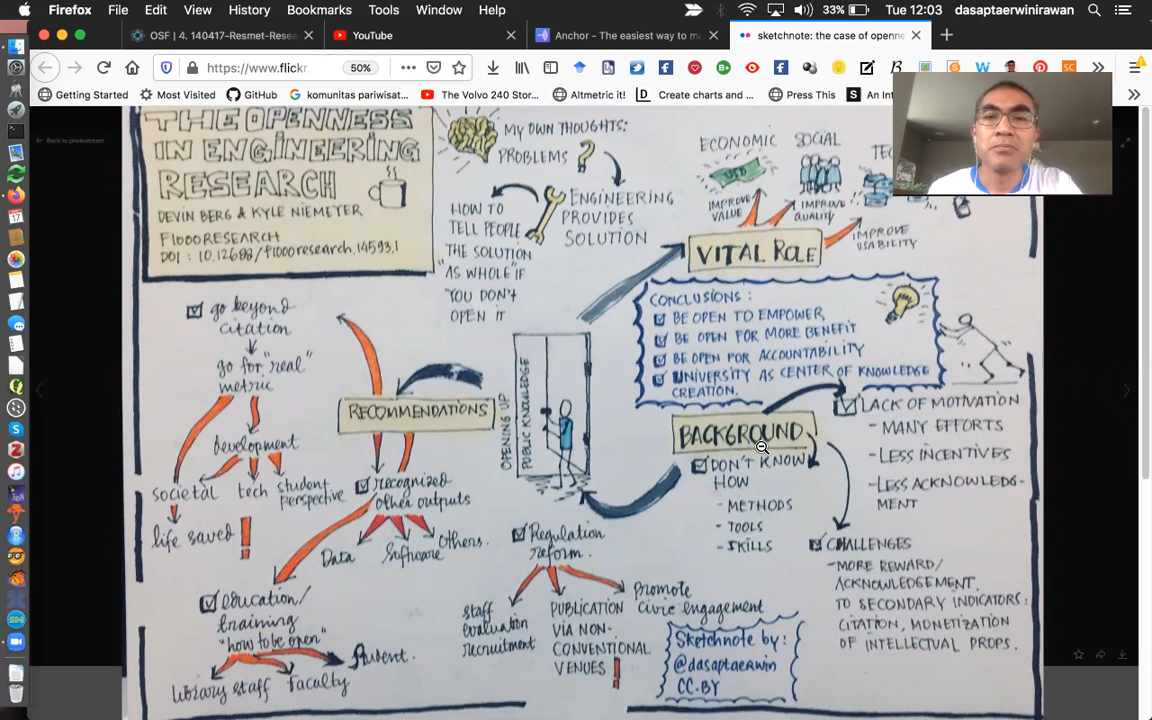 Firefox File Edit View History Bookmarks Tools Window Help 33% Tue 12:03 dasaptaerwinirawan
OSF | 4. 140417-Resmet-Resea
YouTube
Anchor - The easiest way to ma
sketchnote: the case of openne
https://www.flickr.
50%
Getting Started Most Visited GitHub komunitas pariwisat... The Volvo 240 Stor... Altmetric it! Create charts and ... Press This An Int
Back to photostream
THE OPENNESS
IN ENGINEERING
RESEARCH
DEVIN BERG & KYLE NIEMEYER
F1000RESEARCH
DOI : 10.12688/f1000research.14593.1
MY OWN THOUGHTS:
PROBLEMS ?
ENGINEERING
PROVIDES
SOLUTION
HOW TO
TELL PEOPLE
THE SOLUTION
"AS WHOLE" IF
YOU DON'T
OPEN IT
ECONOMIC
USD
IMPROVE
VALUE
SOCIAL
IMPROVE
QUALITY
IMPROVE
USABILITY
VITAL ROLE
CONCLUSIONS :
BE OPEN TO EMPOWER
BE OPEN FOR MORE BENEFIT
BE OPEN FOR ACCOUNTABILITY
UNIVERSITY AS CENTER OF KNOWLEDGE
CREATION.
go beyond
citation
go for "real"
metric
development
societal
tech
student
perspective
life saved !
RECOMMENDATIONS
recognized
other outputs
Data
Software
Others.
education/
training
"how to be open"
library staff
faculty
student.
OPENING UP
PUBLIC KNOWLEDGE
Regulation
reform.
staff
evaluation
recruitment
PUBLICATION
VIA NON-
CONVENTIONAL
VENUES !
promote
civic engagement
BACKGROUND
DON'T KNOW
HOW
- METHODS
- TOOLS
- SKILLS
LACK OF MOTIVATION
- MANY EFFORTS
- LESS INCENTIVES
- LESS ACKNOWLEDG-
MENT
CHALLENGES
- MORE REWARD/
ACKNOWLEDGEMENT
TO SECONDARY INDICATORS:
CITATION, MONETIZATION
OF INTELLECTUAL PROPS.
Sketchnote by:
@dasaptaerwin
CC-BY